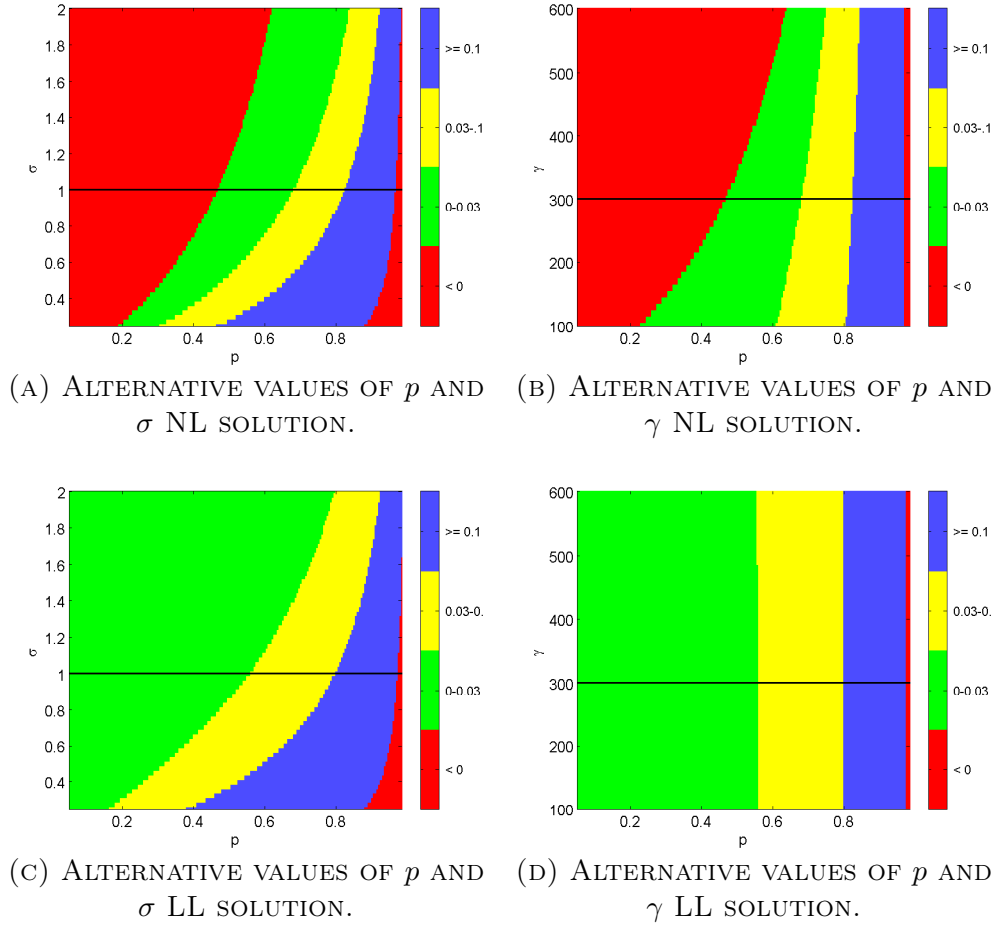 2
1.8
1.6
1.4
1.2
1
0.8
0.6
0.4
σ
0.2 0.4 0.6 0.8
p
>= 0.1
0.03-.1
0-0.03
< 0
600
500
400
300
200
100
γ
0.2 0.4 0.6 0.8
p
>= 0.1
0.03-.1
0-0.03
< 0
(A) Alternative values of p and
σ NL solution.
(B) Alternative values of p and
γ NL solution.
2
1.8
1.6
1.4
1.2
1
0.8
0.6
0.4
σ
0.2 0.4 0.6 0.8
p
>= 0.1
0.03-0.
0-0.03
< 0
600
500
400
300
200
100
γ
0.2 0.4 0.6 0.8
p
>= 0.1
0.03-0.
0-0.03
< 0
(C) Alternative values of p and
σ LL solution.
(D) Alternative values of p and
γ LL solution.